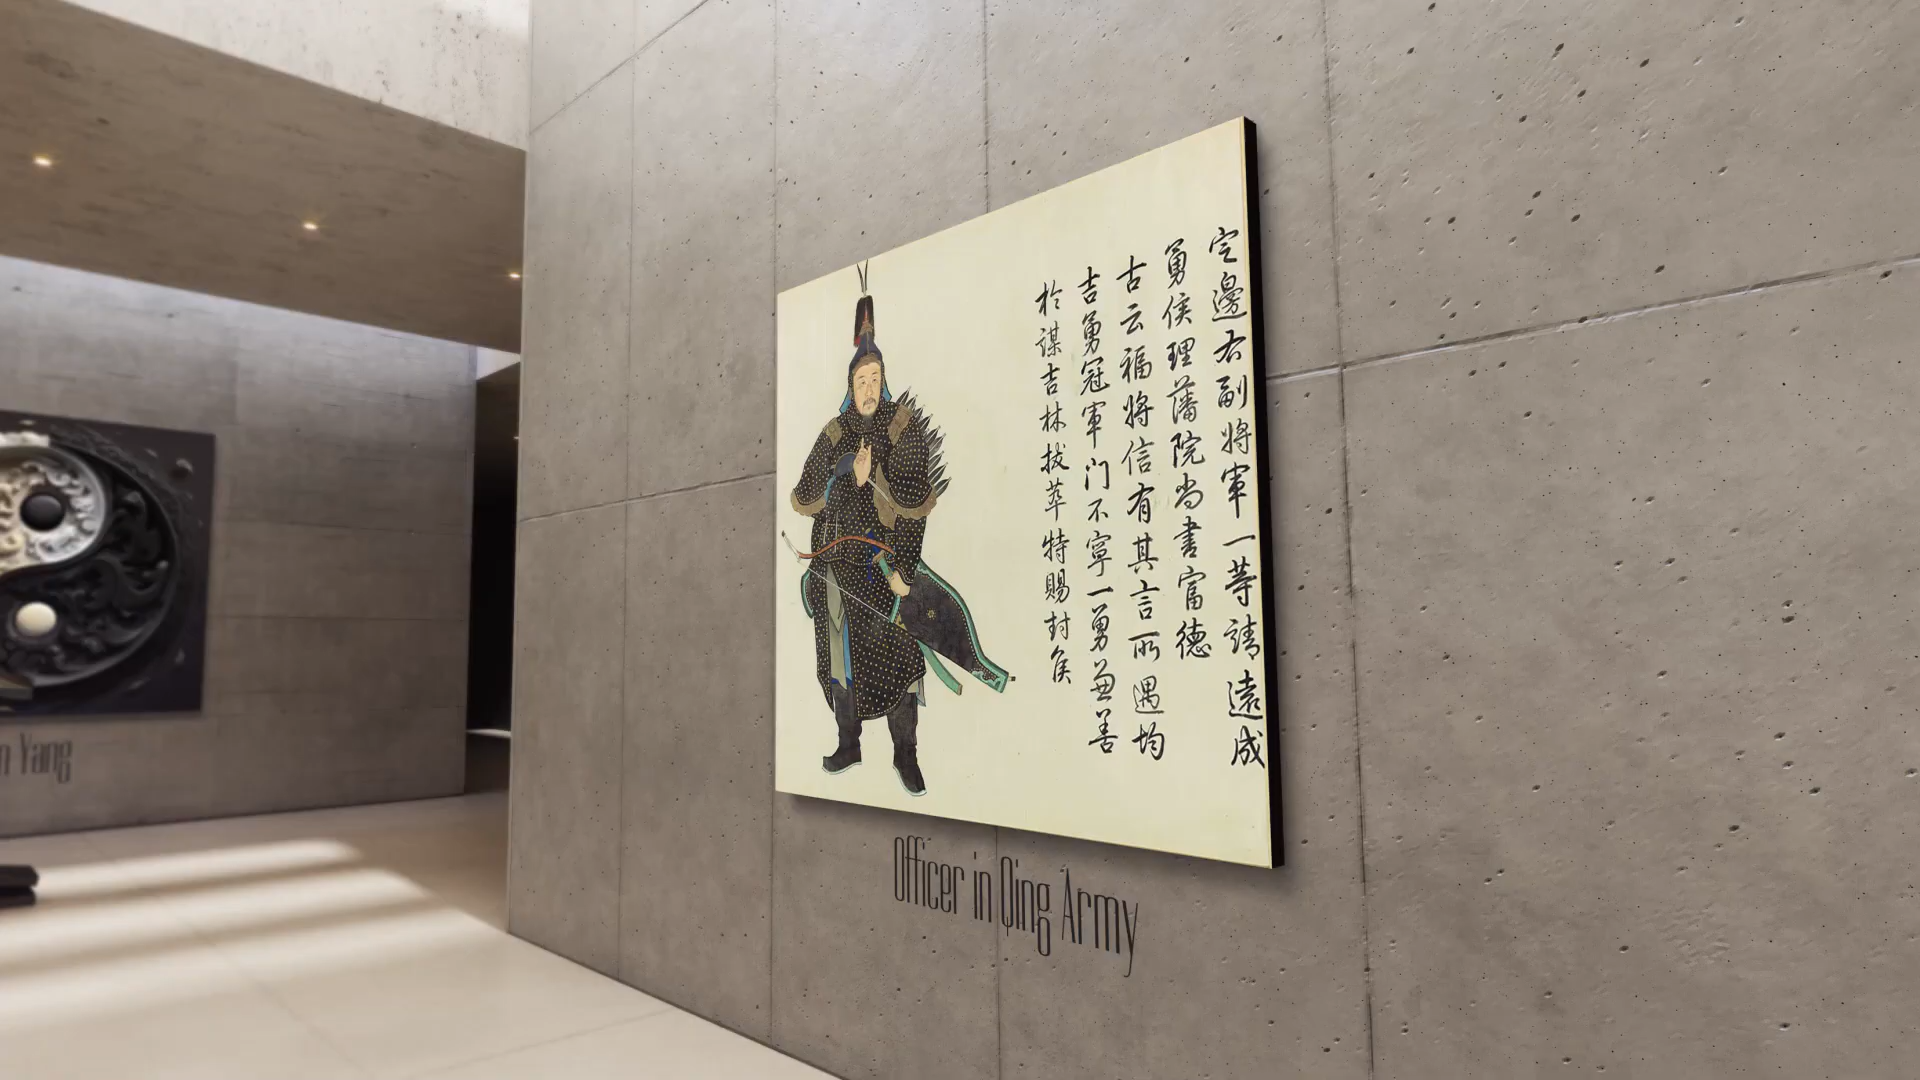 定邊右副將軍一等靖遠成
勇侯理藩院尚書富德
古云福將信有其言所遇均
吉勇冠軍门不寧一勇兼善
於謀吉林拔萃特賜封侯
Officer in Qing Army
n Yang